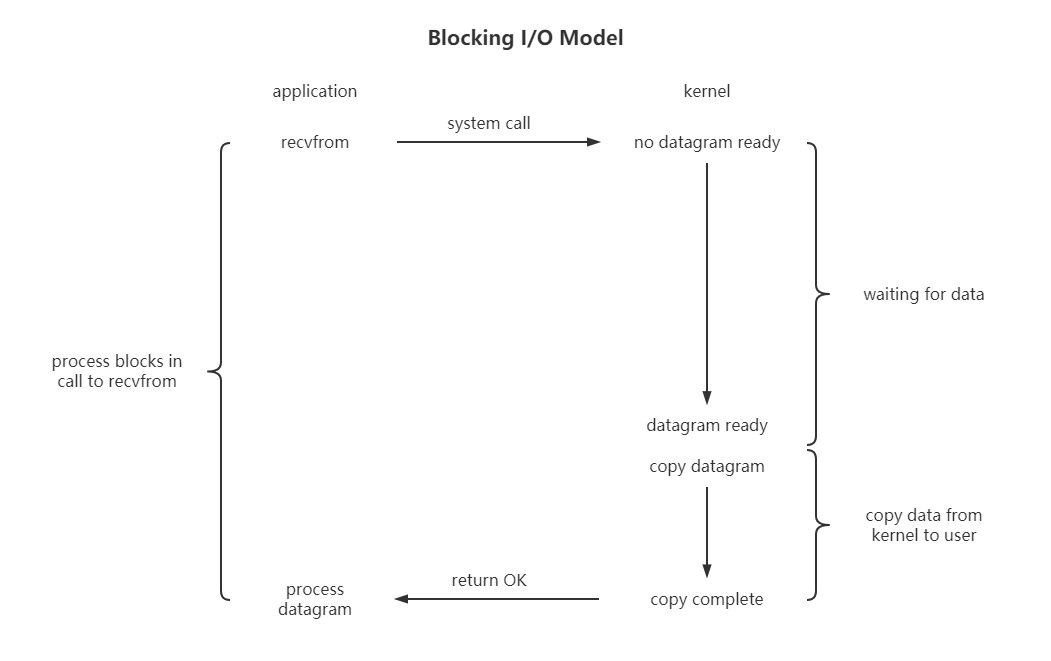 Blocking I/O Model
application
kernel
system call
recvfrom
no datagram ready
waiting for data
process blocks in
call to recvfrom
datagram ready
copy datagram
copy data from
kernel to user
return OK
process
datagram
copy complete